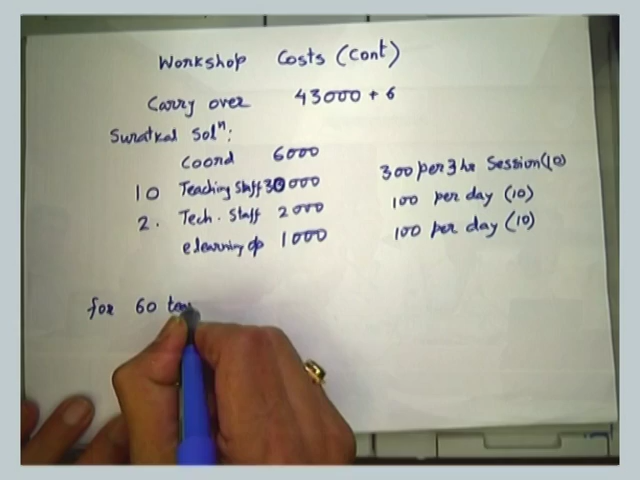 Workshop Costs (Cont)
Carry over 43000 + 6
Suratkal Solⁿ:
Coord 6000
10 Teaching Staff 30000 300 per 3 hr Session (10)
2. Tech. Staff 2000 100 per day (10)
elearning op 1000 100 per day (10)
for 60